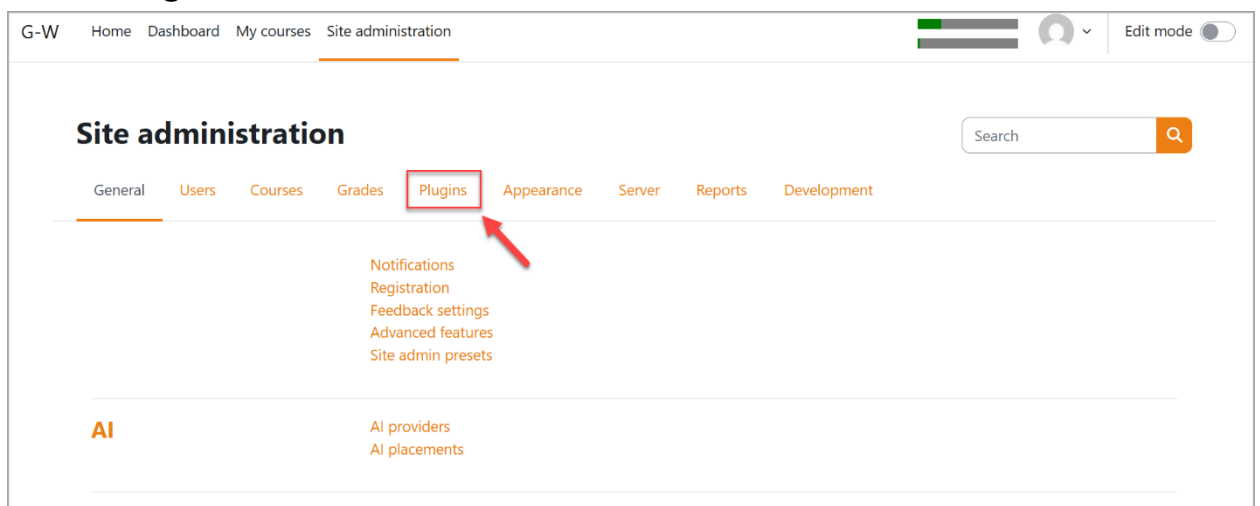 G-W Home Dashboard My courses Site administration Edit mode
Site administration
Search
General Users Courses Grades Plugins Appearance Server Reports Development
Notifications
Registration
Feedback settings
Advanced features
Site admin presets
AI
AI providers
AI placements